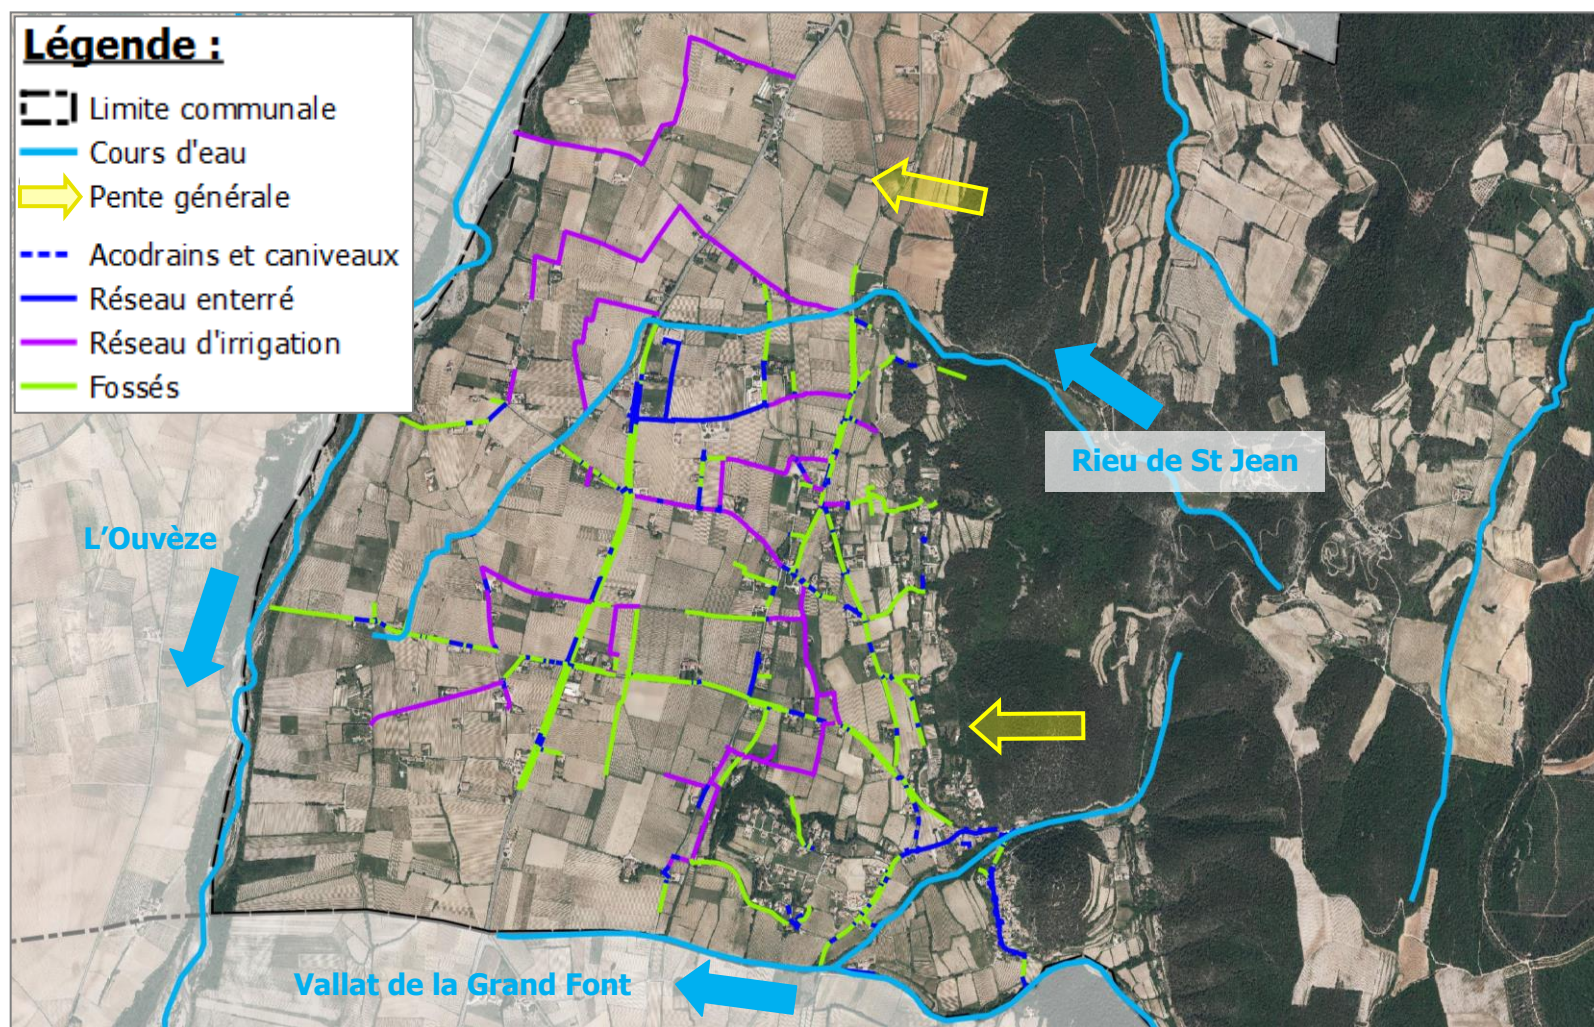 Légende :
Limite communale
Cours d'eau
Pente générale
Acodrains et caniveaux
Réseau enterré
Réseau d'irrigation
Fossés
Rieu de St Jean
L'Ouvèze
Vallat de la Grand Font